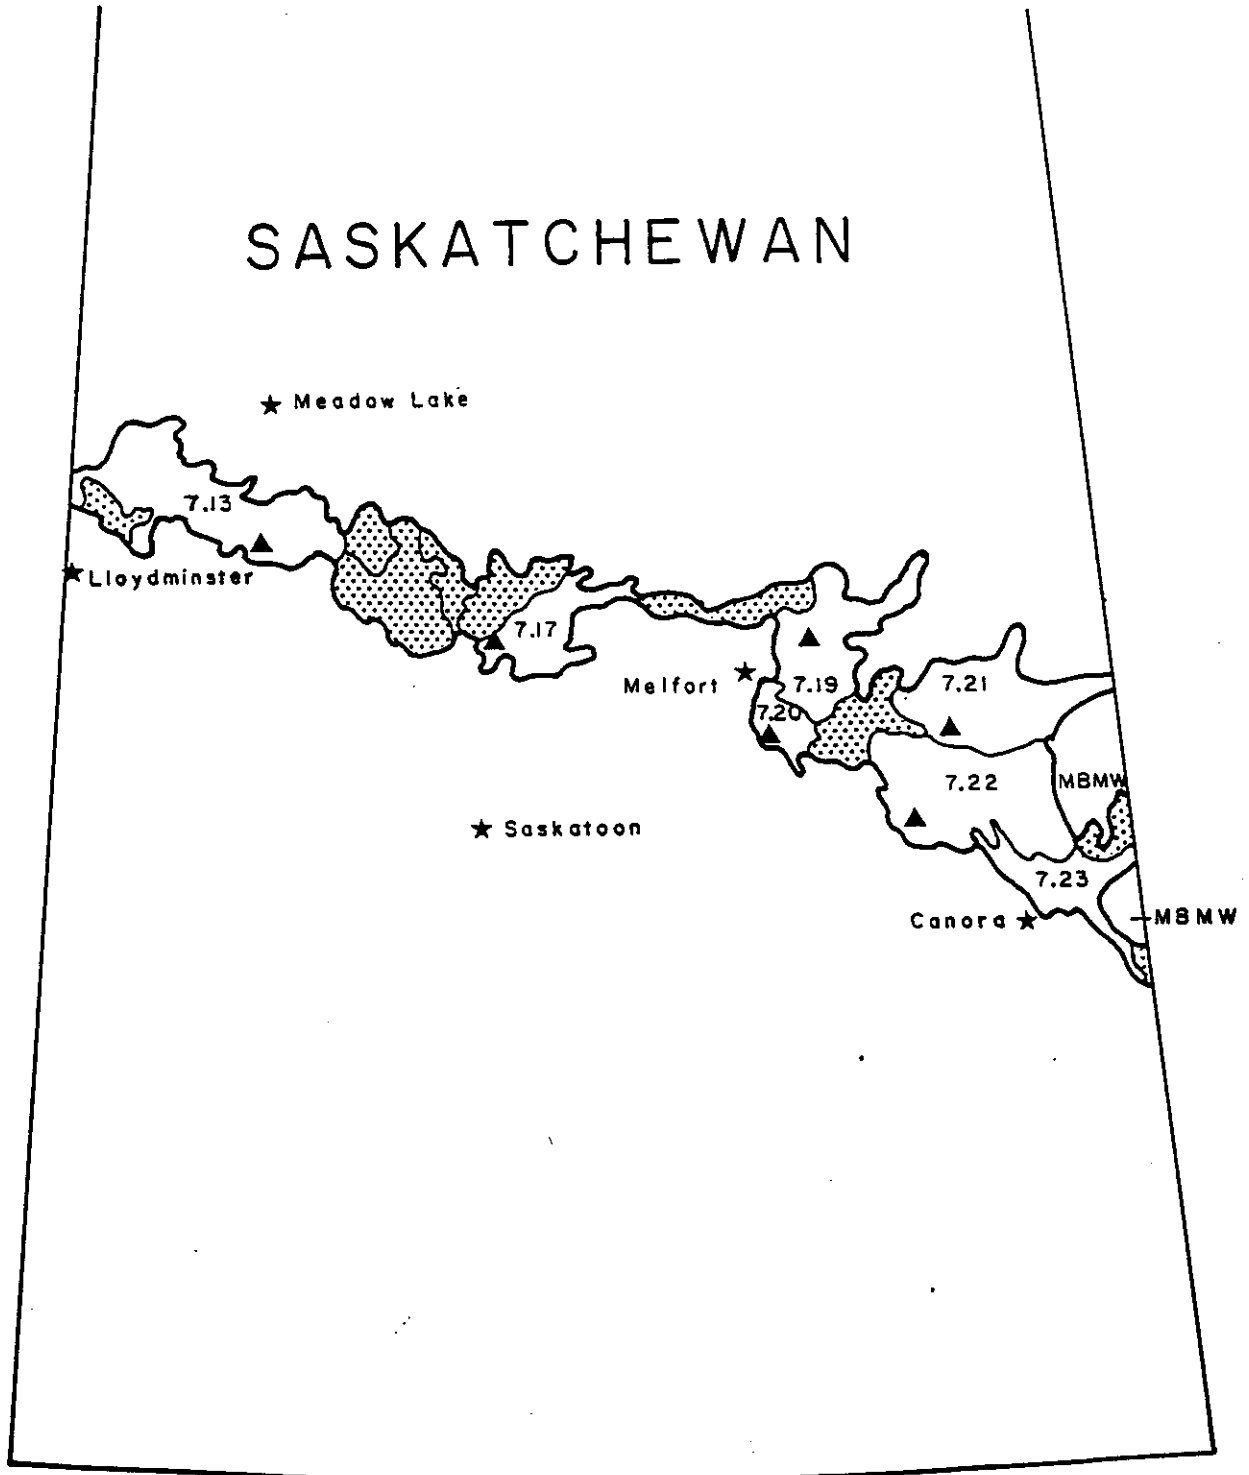 SASKATCHEWAN
Meadow Lake
7.13
Lloydminster
7.17
Melfort
7.19
7.21
7.20
7.22
MBMW
Saskatoon
7.23
Canora
MBMW